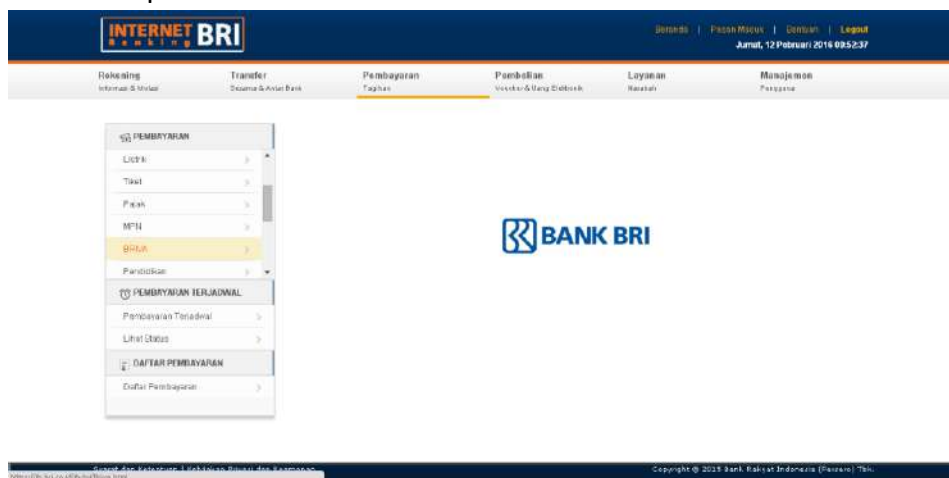 INTERNET BRI
Banking
Beranda | Pesan Masuk | Bantuan | Logout
Jumat, 12 Pebruari 2016 09:52:37
Rekening Transfer Pembayaran Pembelian Layanan Manajemen
Informasi & Mutasi Sesama & Antar Bank Tagihan Voucher & Uang Elektronik Nasabah Pengguna
PEMBAYARAN
Listrik
Tiket
Pajak
MPN
BRIVA
Pendidikan
PEMBAYARAN TERJADWAL
Pembayaran Terjadwal
Lihat Status
DAFTAR PEMBAYARAN
Daftar Pembayaran
BANK BRI
Syarat dan Ketentuan | Kebijakan Privasi dan Keamanan
Copyright @ 2015 Bank Rakyat Indonesia (Persero) Tbk.